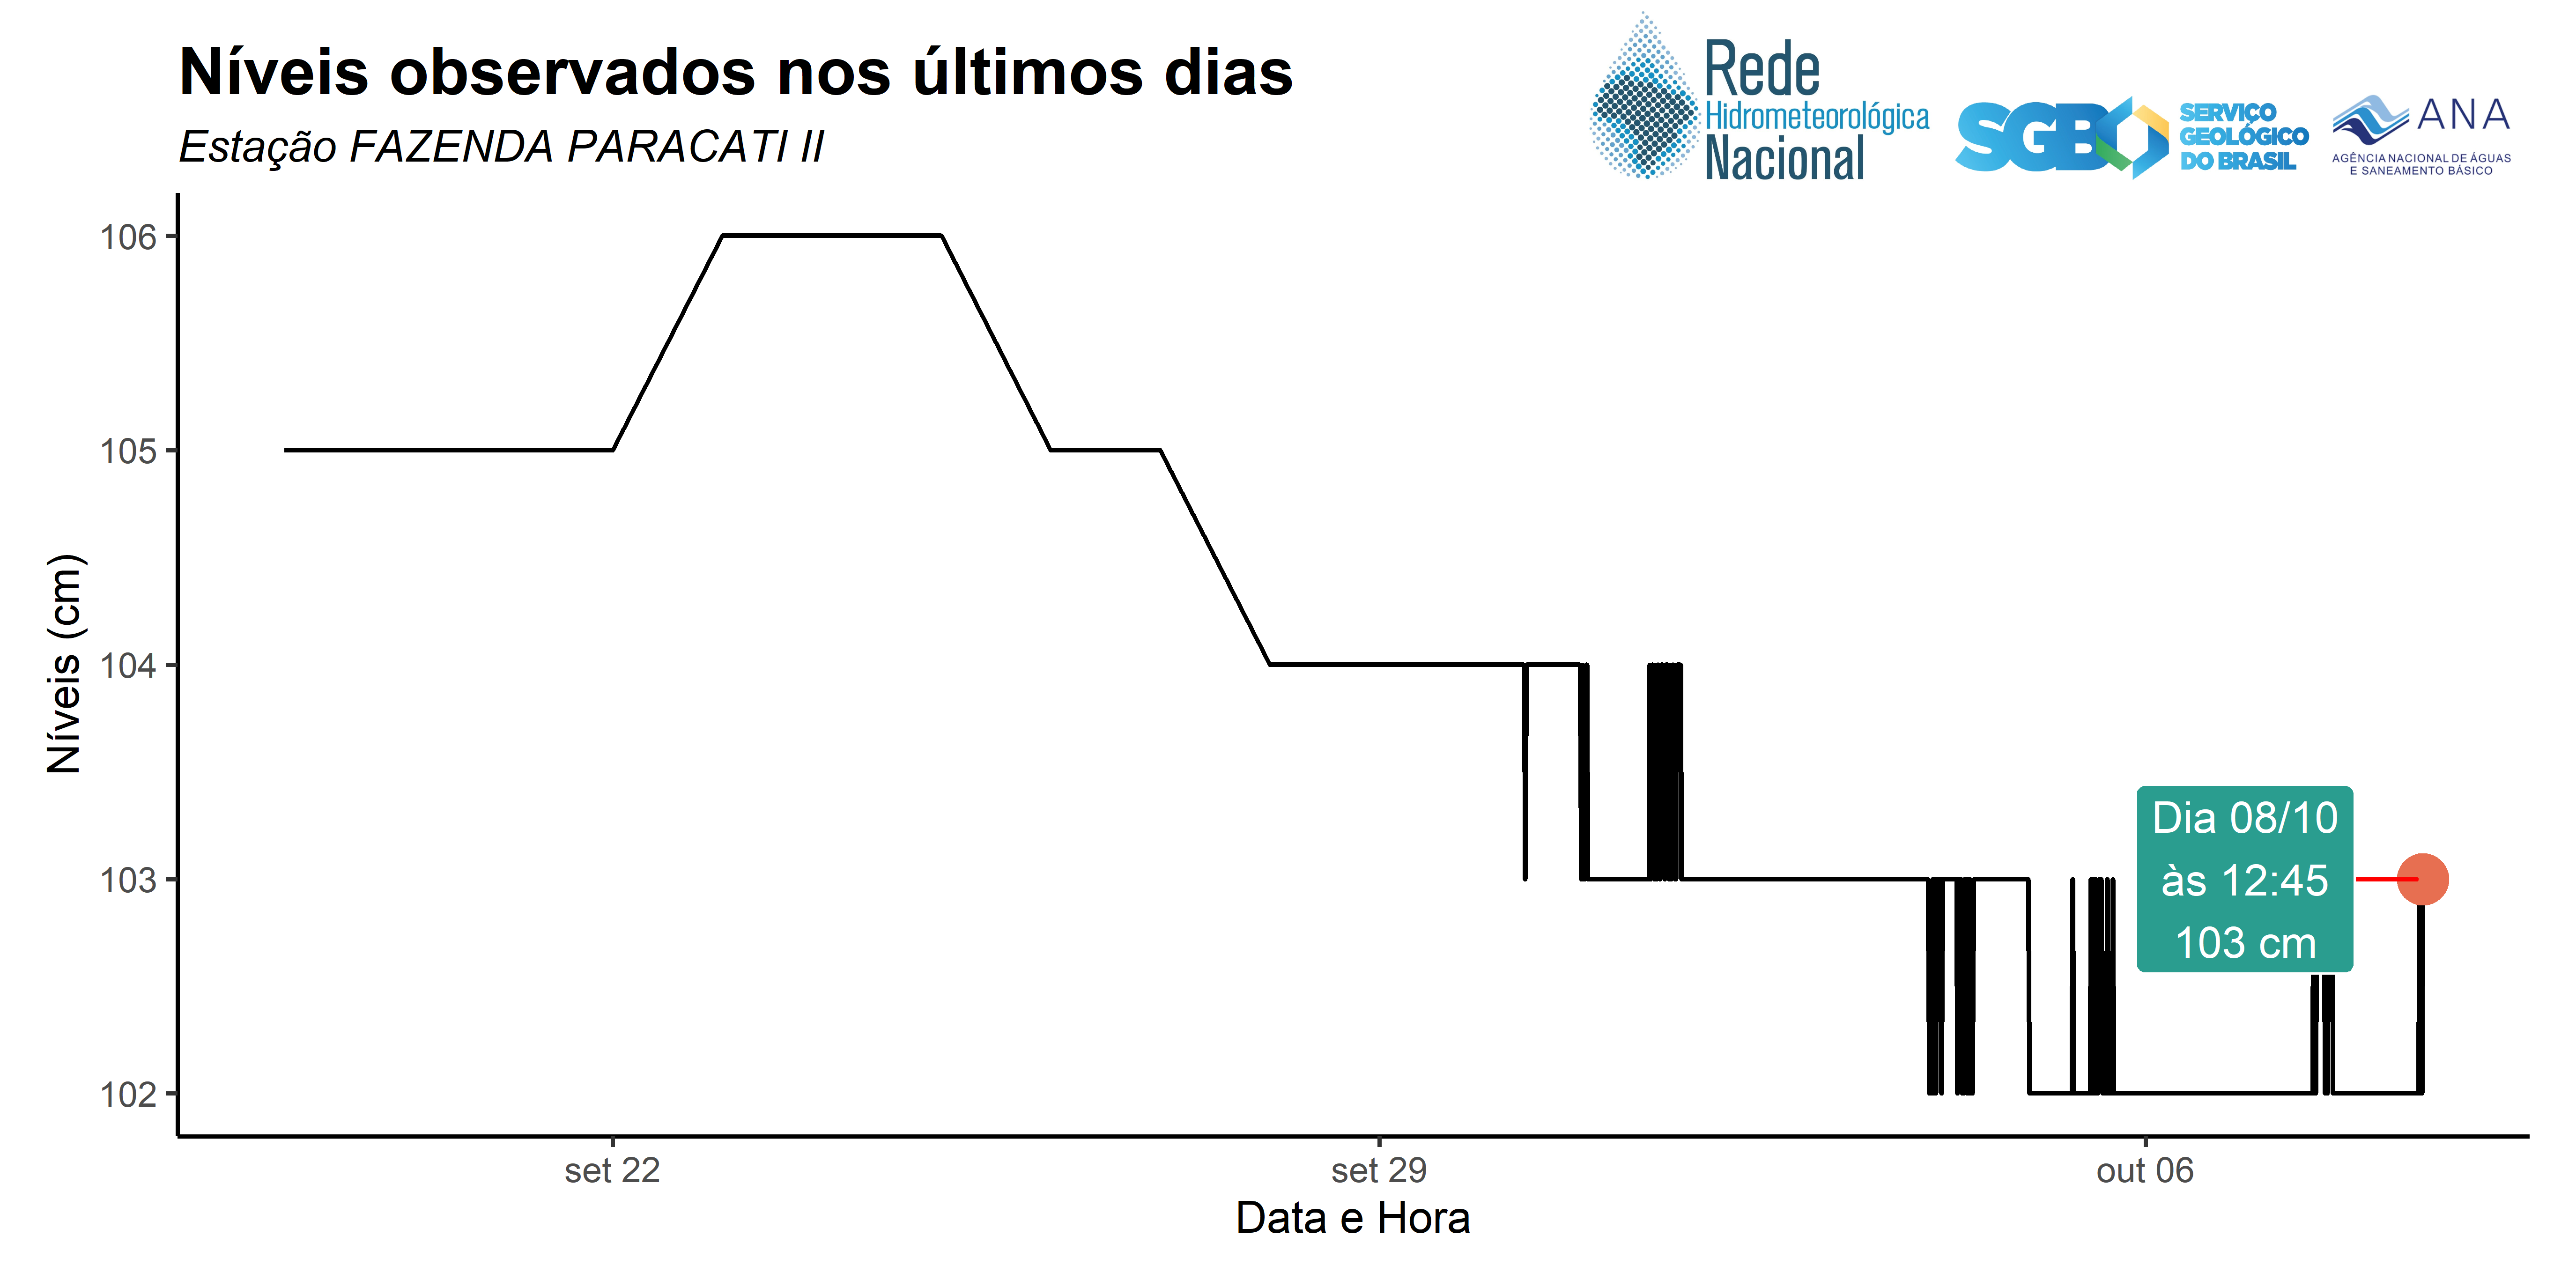 Níveis observados nos últimos dias
Estação FAZENDA PARACATI II
Rede
Hidrometeorológica
Nacional
SGB
SERVIÇO
GEOLÓGICO
DO BRASIL
ANA
AGÊNCIA NACIONAL DE ÁGUAS
E SANEAMENTO BÁSICO
Níveis (cm)
106
105
104
103
102
Dia 08/10
às 12:45
103 cm
set 22
set 29
out 06
Data e Hora